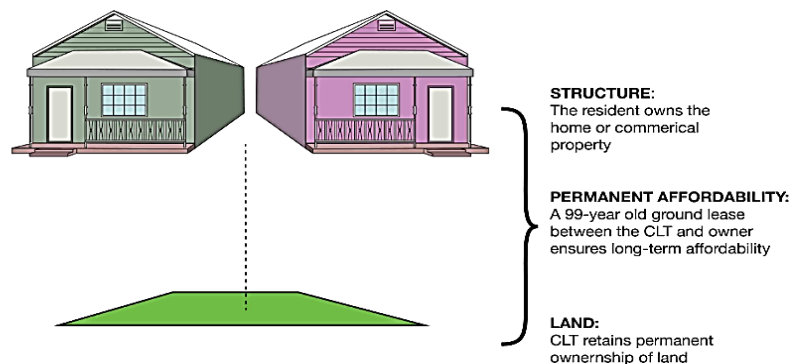 STRUCTURE:
The resident owns the
home or commerical
property
PERMANENT AFFORDABILITY:
A 99-year old ground lease
between the CLT and owner
ensures long-term affordability
LAND:
CLT retains permanent
ownership of land